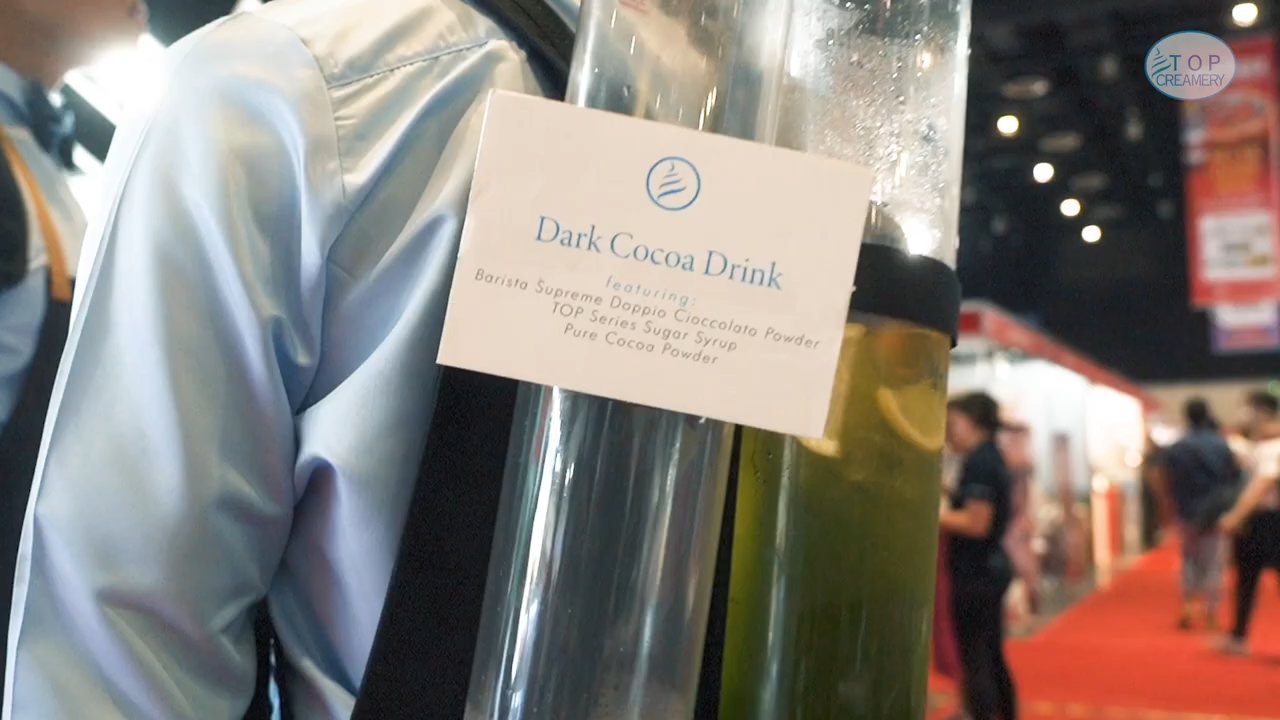 TOP
CREAMERY
Dark Cocoa Drink
featuring:
Barista Supreme Doppio Cioccolato Powder
TOP Series Sugar Syrup
Pure Cocoa Powder